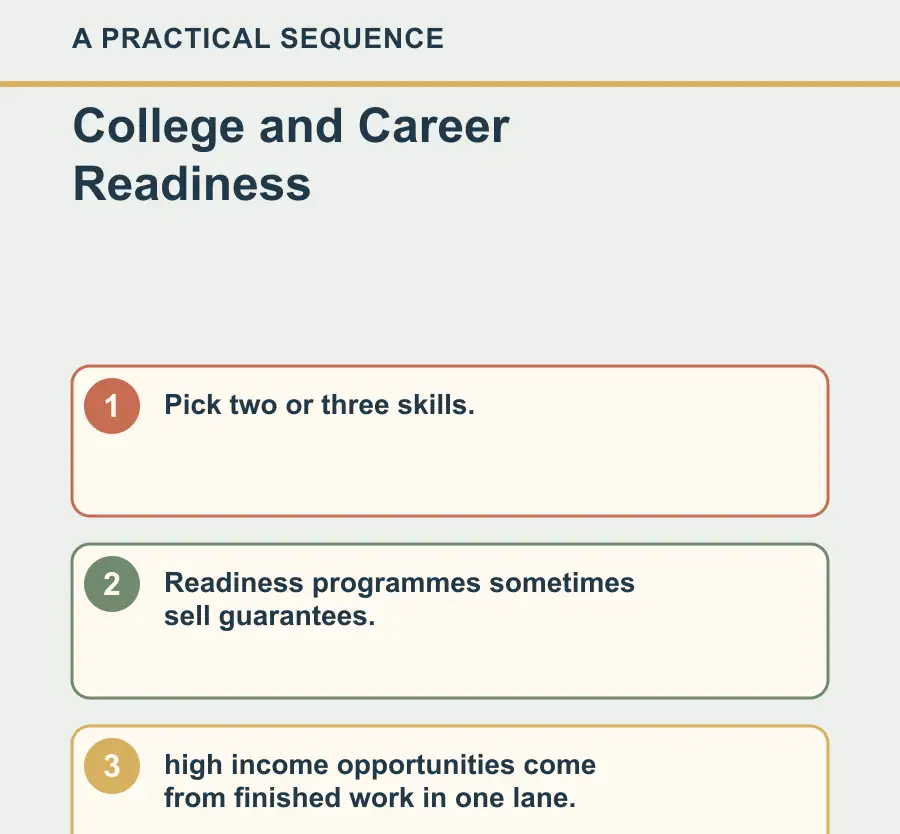 A PRACTICAL SEQUENCE
College and Career
Readiness
1
Pick two or three skills.
2
Readiness programmes sometimes
sell guarantees.
3
high income opportunities come
from finished work in one lane.